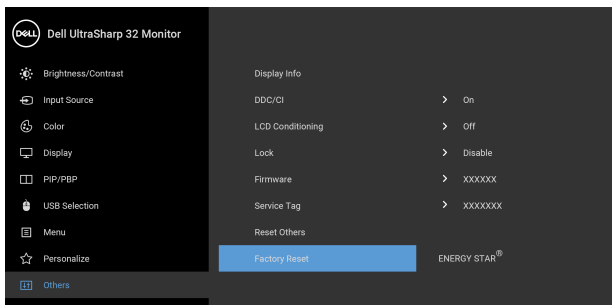 DELL Dell UltraSharp 32 Monitor
Brightness/Contrast
Display Info
Input Source
DDC/CI > On
Color
LCD Conditioning > Off
Display
Lock > Disable
PIP/PBP
Firmware > XXXXXX
USB Selection
Service Tag > XXXXXXX
Menu
Reset Others
Personalize
Factory Reset ENERGY STAR®
Others